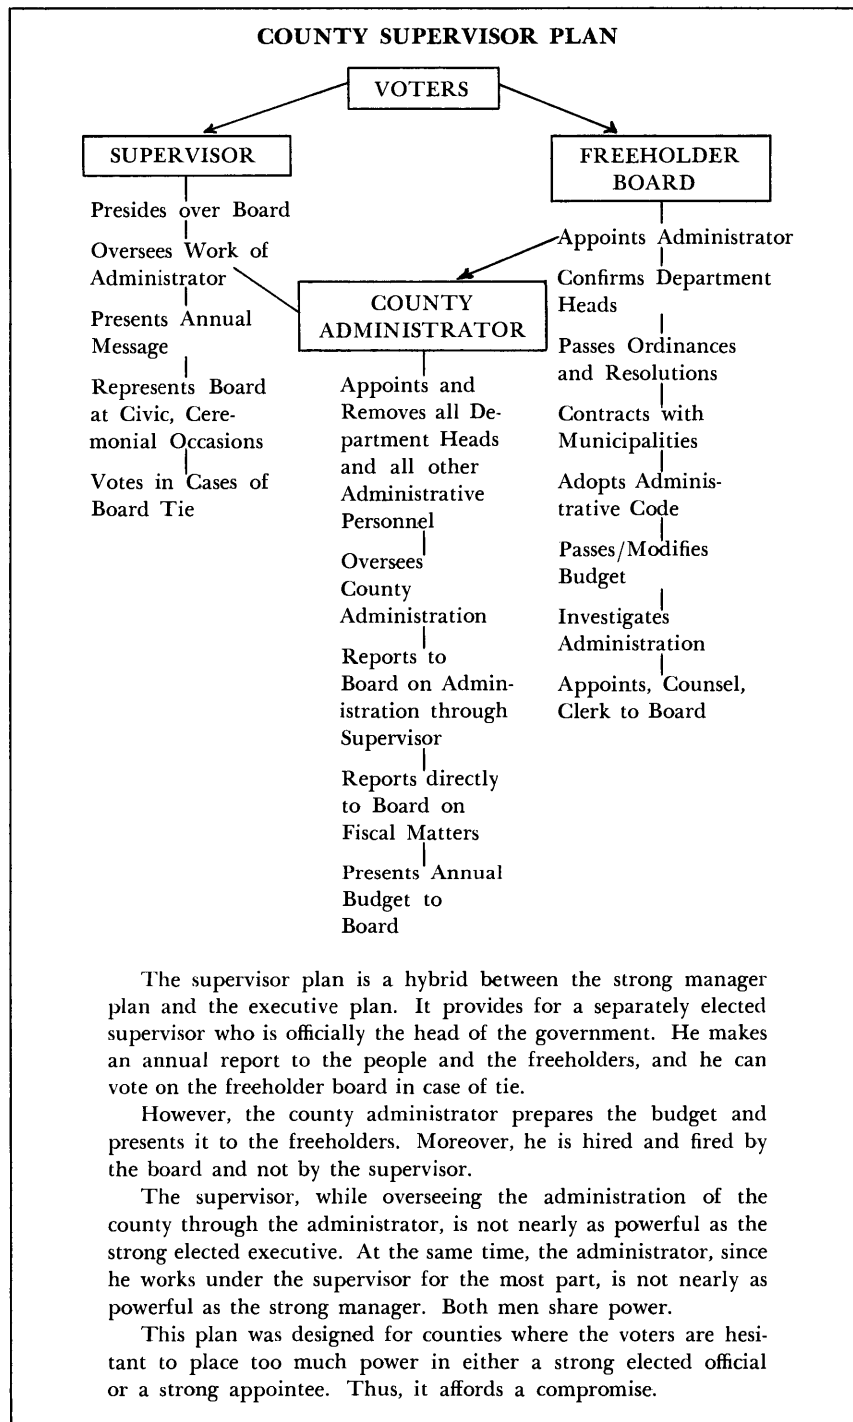 COUNTY SUPERVISOR PLAN
VOTERS
SUPERVISOR
Presides over Board
Oversees Work of
Administrator
Presents Annual
Message
Represents Board
at Civic, Cere-
monial Occasions
Votes in Cases of
Board Tie
FREEHOLDER
BOARD
Appoints Administrator
Confirms Department
Heads
Passes Ordinances
and Resolutions
Contracts with
Municipalities
Adopts Adminis-
trative Code
Passes/Modifies
Budget
Investigates
Administration
Appoints, Counsel,
Clerk to Board
COUNTY
ADMINISTRATOR
Appoints and
Removes all De-
partment Heads
and all other
Administrative
Personnel
Oversees
County
Administration
Reports to
Board on Admin-
istration through
Supervisor
Reports directly
to Board on
Fiscal Matters
Presents Annual
Budget to
Board
The supervisor plan is a hybrid between the strong manager
plan and the executive plan. It provides for a separately elected
supervisor who is officially the head of the government. He makes
an annual report to the people and the freeholders, and he can
vote on the freeholder board in case of tie.
However, the county administrator prepares the budget and
presents it to the freeholders. Moreover, he is hired and fired by
the board and not by the supervisor.
The supervisor, while overseeing the administration of the
county through the administrator, is not nearly as powerful as the
strong elected executive. At the same time, the administrator, since
he works under the supervisor for the most part, is not nearly as
powerful as the strong manager. Both men share power.
This plan was designed for counties where the voters are hesi-
tant to place too much power in either a strong elected official
or a strong appointee. Thus, it affords a compromise.